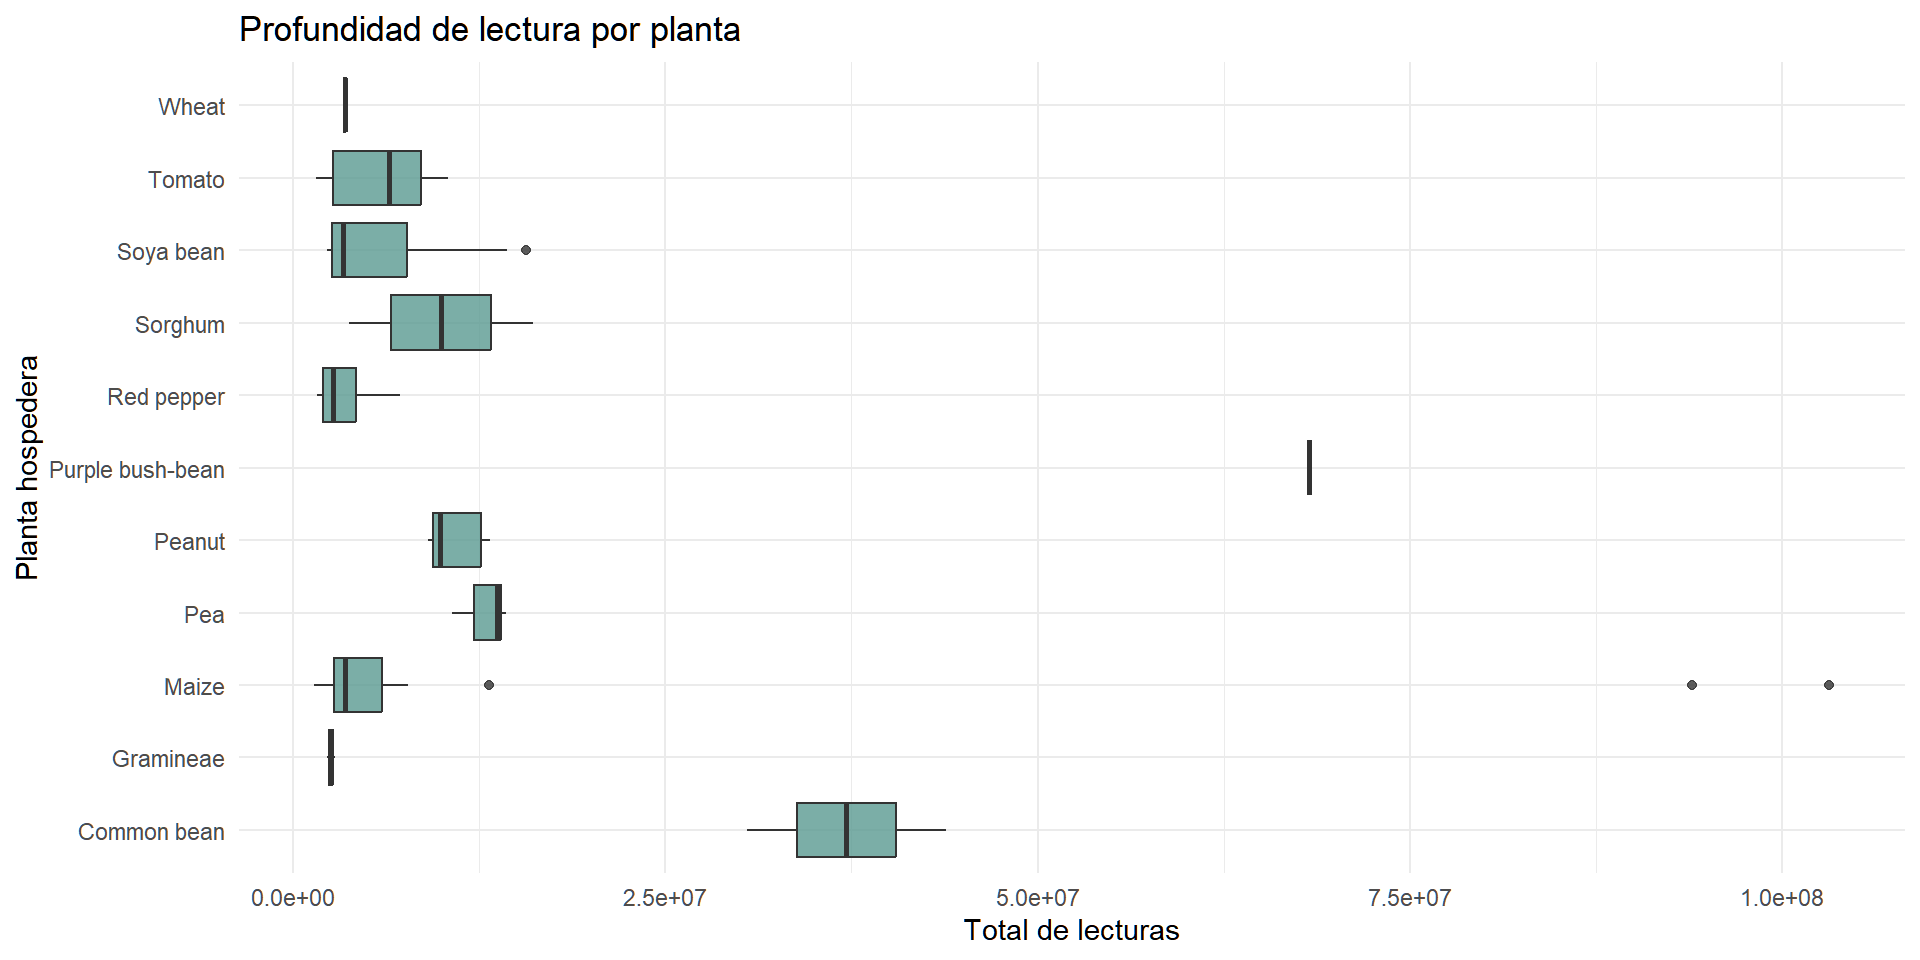 Profundidad de lectura por planta
Planta hospedera
Wheat
Tomato
Soya bean
Sorghum
Red pepper
Purple bush-bean
Peanut
Pea
Maize
Gramineae
Common bean
0.0e+00 2.5e+07 5.0e+07 7.5e+07 1.0e+08
Total de lecturas